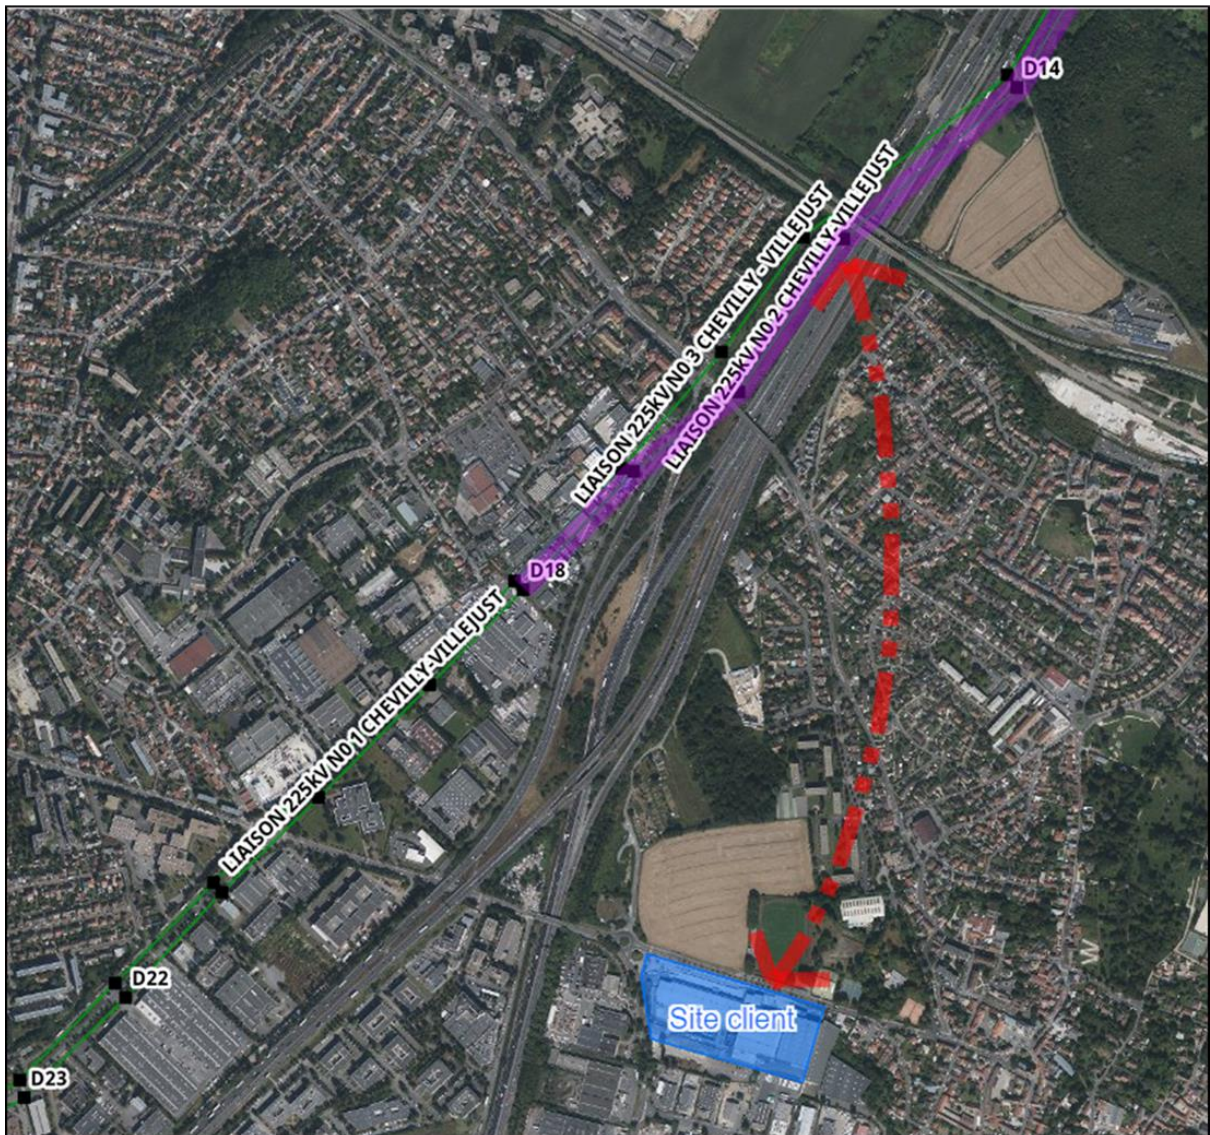 D14
LIAISON 225kV N0 3 CHEVILLY - VILLEJUST
LIAISON 225kV N0 2 CHEVILLY-VILLEJUST
D18
LIAISON 225kV N0 1 CHEVILLY-VILLEJUST
D22
Site client
D23